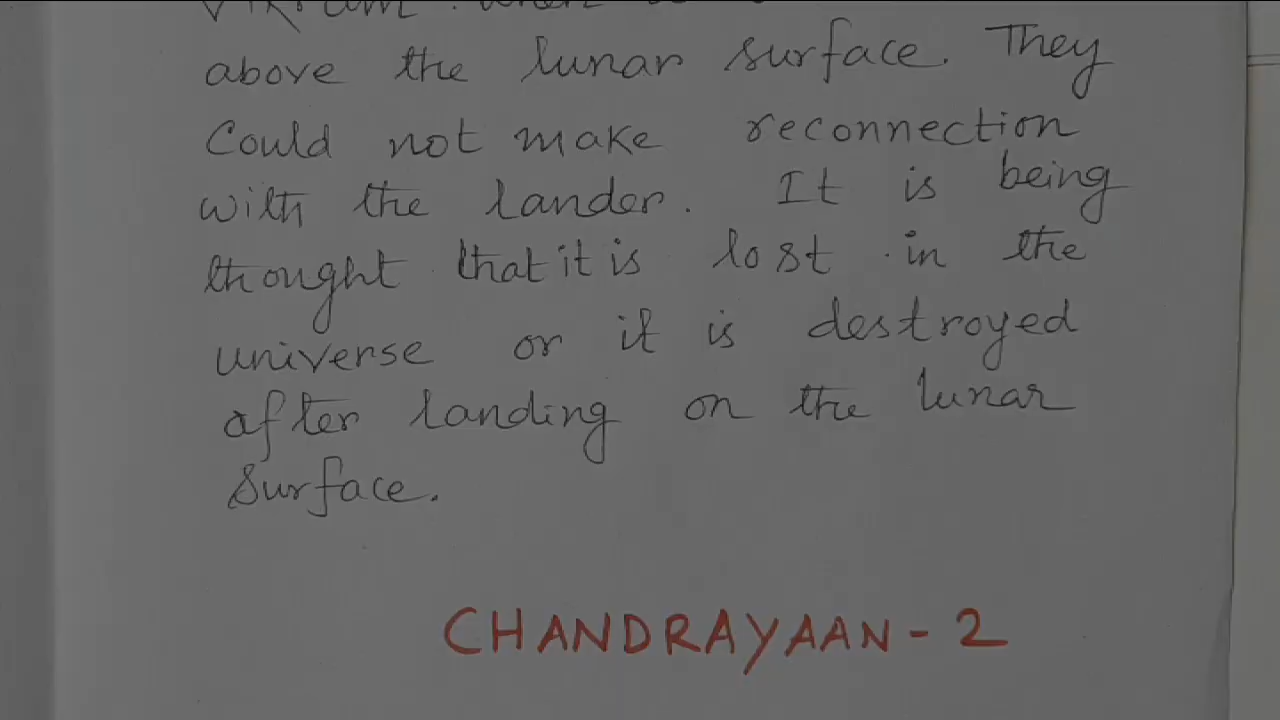 above the lunar surface. They
Could not make reconnection
with the lander. It is being
thought that it is lost in the
universe or it is destroyed
after landing on the lunar
surface.
CHANDRAYAAN - 2